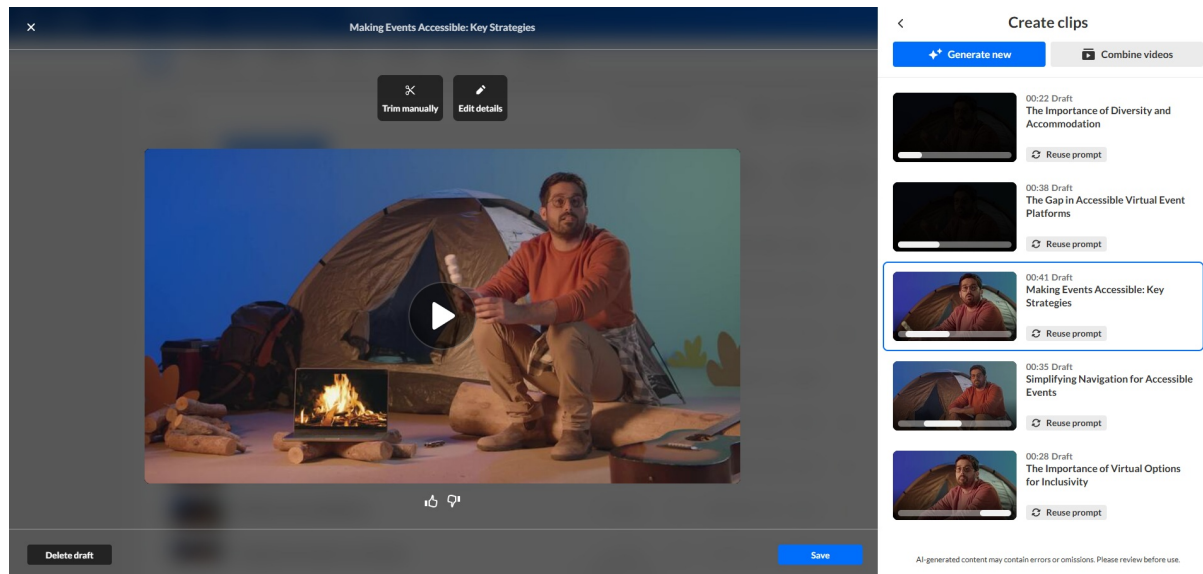 Making Events Accessible: Key Strategies
Trim manually
Edit details
Delete draft
Save
Create clips
Generate new
Combine videos
00:22 Draft
The Importance of Diversity and
Accommodation
Reuse prompt
00:38 Draft
The Gap in Accessible Virtual Event
Platforms
Reuse prompt
00:41 Draft
Making Events Accessible: Key
Strategies
Reuse prompt
00:35 Draft
Simplifying Navigation for Accessible
Events
Reuse prompt
00:28 Draft
The Importance of Virtual Options
for Inclusivity
Reuse prompt
AI-generated content may contain errors or omissions. Please review before use.